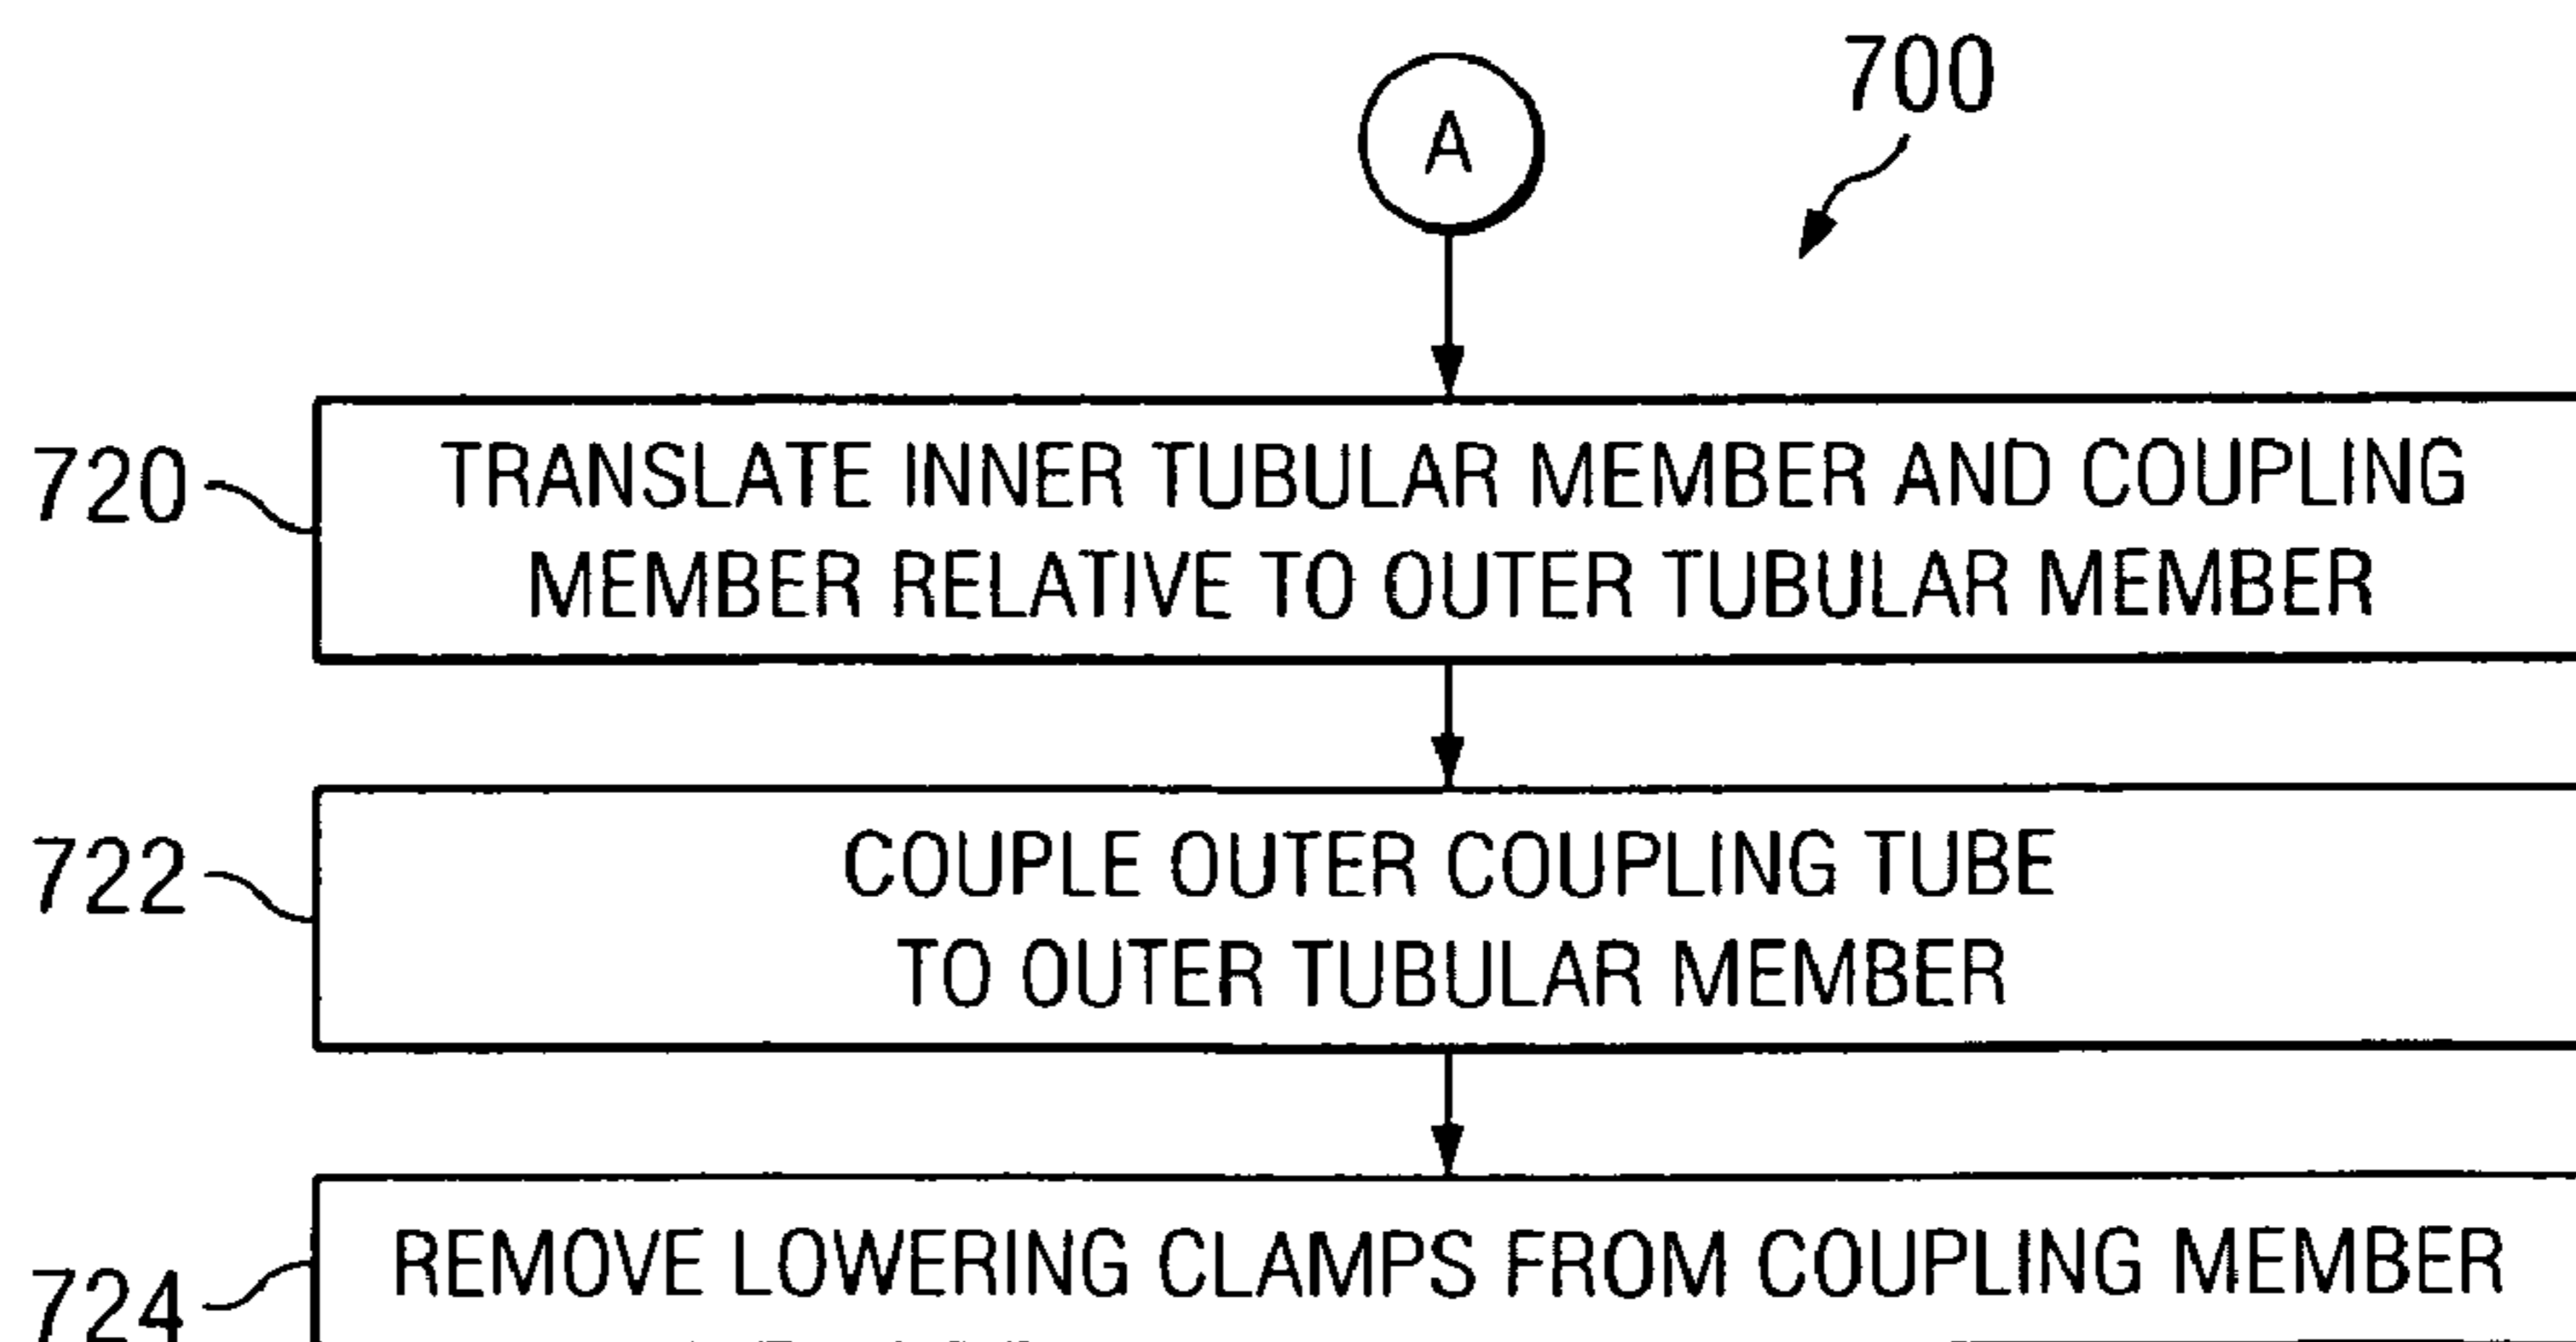 700
A
720
TRANSLATE INNER TUBULAR MEMBER AND COUPLING
MEMBER RELATIVE TO OUTER TUBULAR MEMBER
722
COUPLE OUTER COUPLING TUBE
TO OUTER TUBULAR MEMBER
724
REMOVE LOWERING CLAMPS FROM COUPLING MEMBER